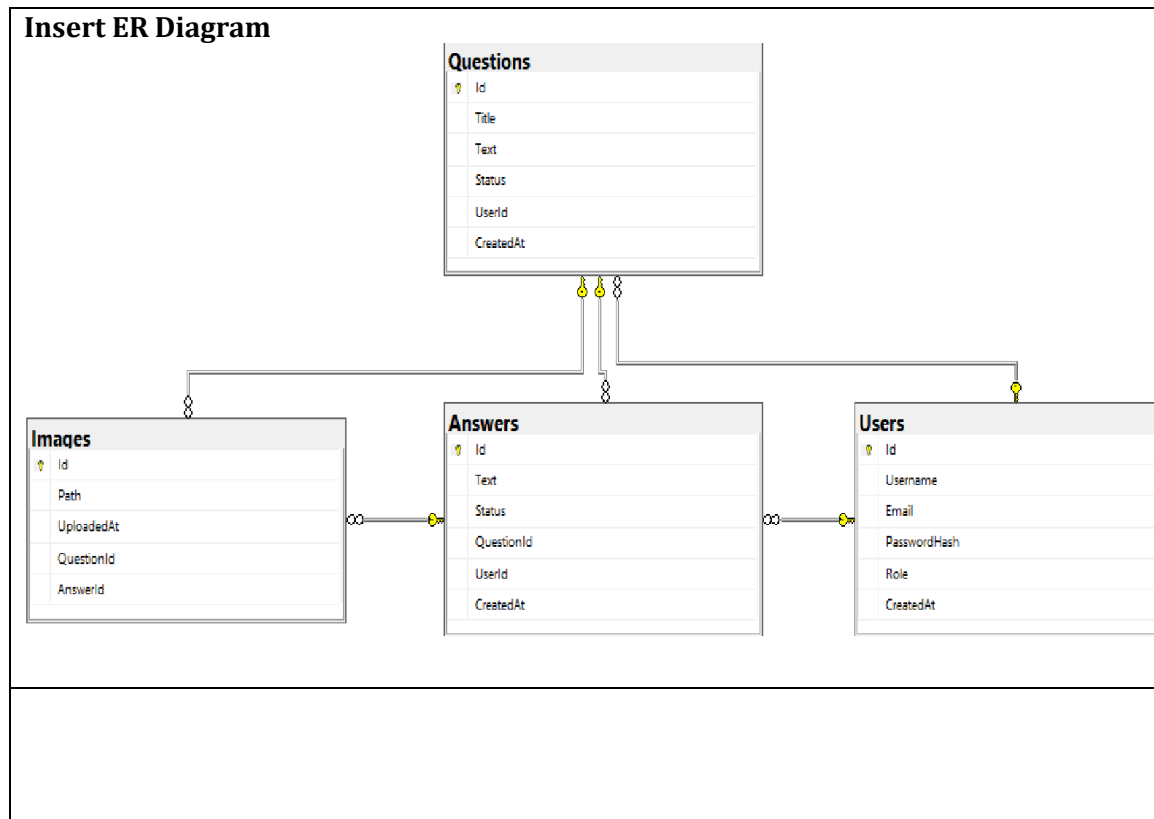 Insert ER Diagram
Questions
Id
Title
Text
Status
UserId
CreatedAt
Images
Id
Path
UploadedAt
QuestionId
AnswerId
Answers
Id
Text
Status
QuestionId
UserId
CreatedAt
Users
Id
Username
Email
PasswordHash
Role
CreatedAt